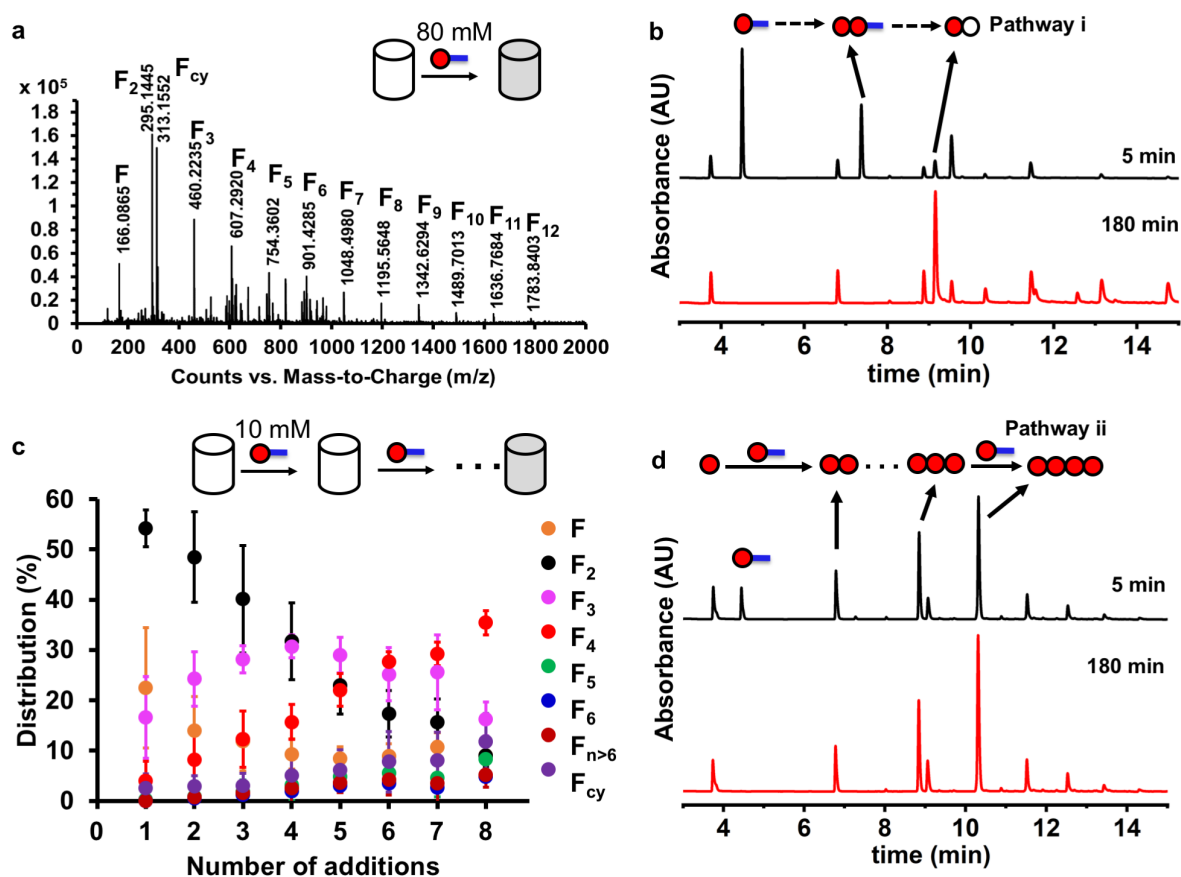 a
80 mM
x 10⁵
1.8
1.6
1.4
1.2
1
0.8
0.6
0.4
0.2
0
F
166.0865
F₂
295.1445
F_cy
313.1552
F₃
460.2235
F₄
607.2920
F₅
754.3602
F₆
901.4285
F₇
1048.4980
F₈
1195.5648
F₉
1342.6294
F₁₀
1489.7013
F₁₁
1636.7684
F₁₂
1783.8403
0 200 400 600 800 1000 1200 1400 1600 1800 2000
Counts vs. Mass-to-Charge (m/z)
b
Pathway i
Absorbance (AU)
5 min
180 min
4 6 8 10 12 14
time (min)
c
10 mM
Distribution (%)
60
50
40
30
20
10
0
0 1 2 3 4 5 6 7 8
Number of additions
F
F₂
F₃
F₄
F₅
F₆
Fₙ>₆
F_cy
d
Pathway ii
Absorbance (AU)
5 min
180 min
4 6 8 10 12 14
time (min)